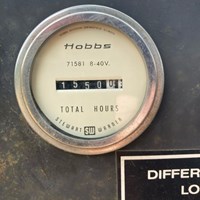 Hobbs
71581 8-40V.
1550
TOTAL HOURS
STEWART SW WARNER
DIFFER
LO